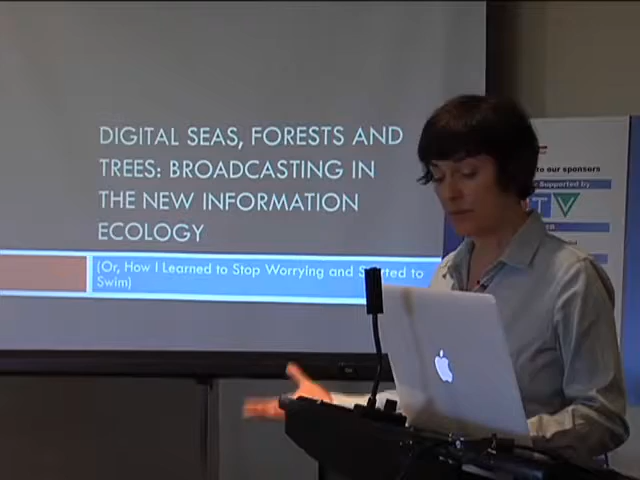 DIGITAL SEAS, FORESTS AND
TREES: BROADCASTING IN
THE NEW INFORMATION
ECOLOGY
(Or, How I Learned to Stop Worrying and Started to
Swim)
to our sponsors
Supported by
TV